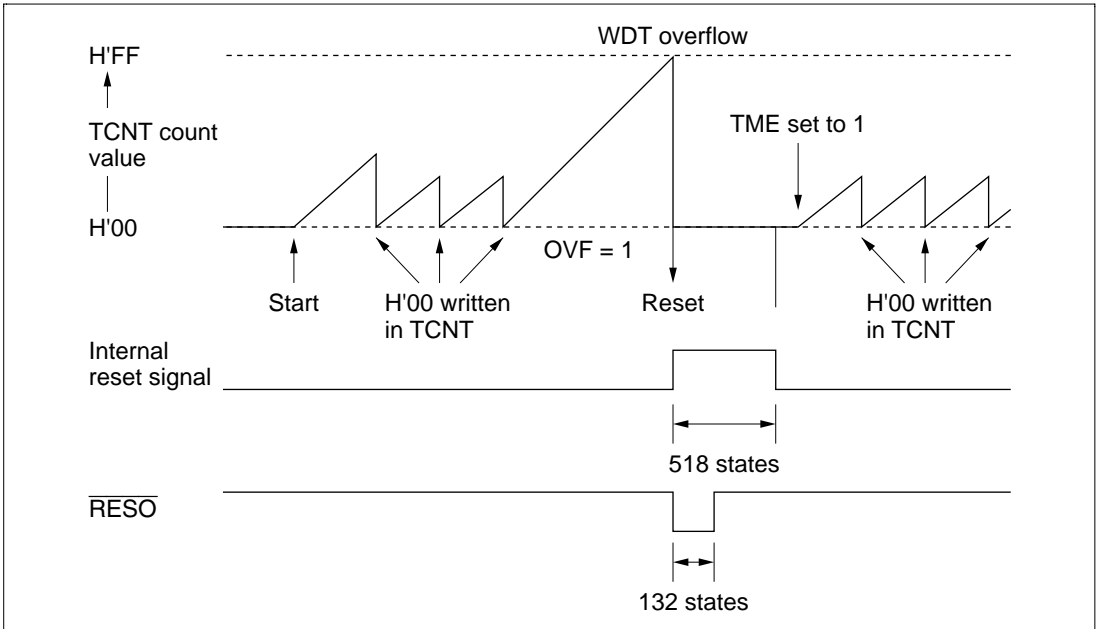 WDT overflow
H'FF
TCNT count
value
TME set to 1
H'00
OVF = 1
Start
H'00 written
in TCNT
Reset
H'00 written
in TCNT
Internal
reset signal
518 states
RESO
132 states